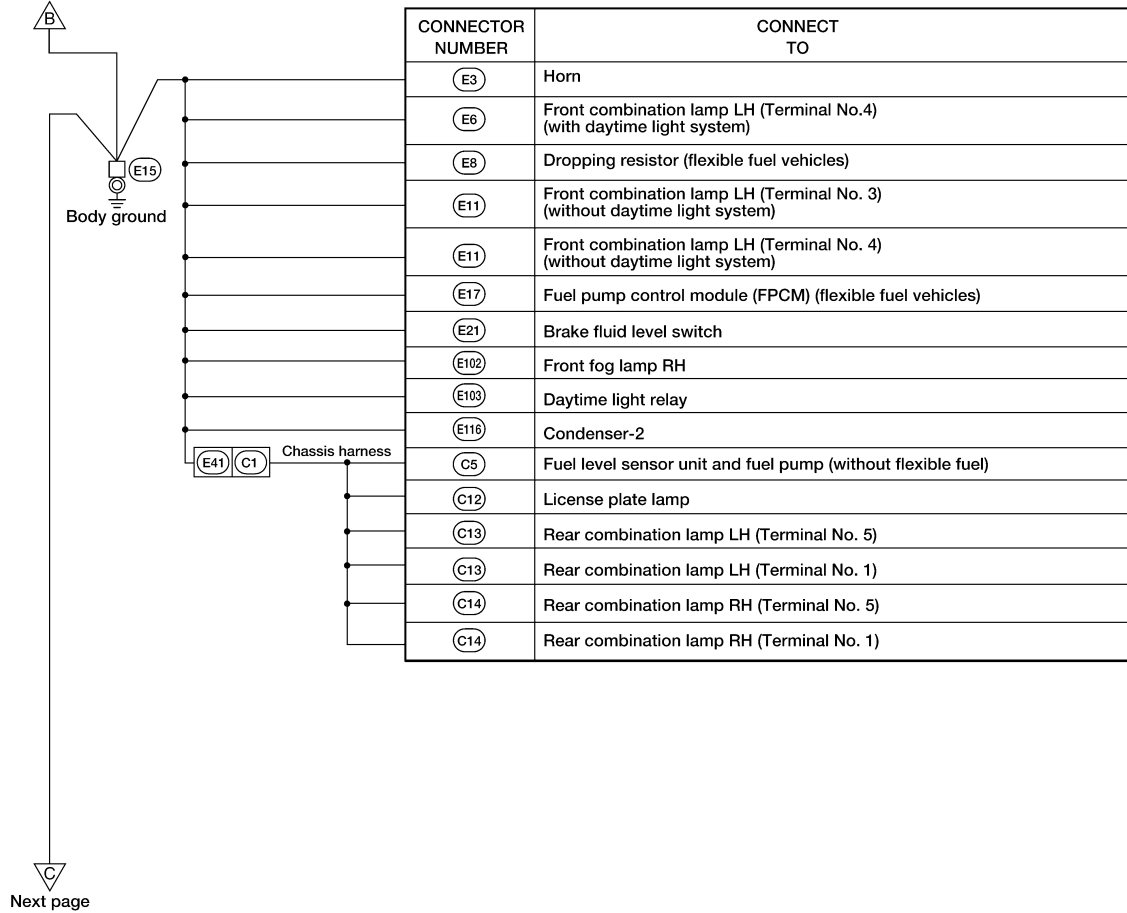 B
CONNECTOR NUMBER
CONNECT TO
E3 Horn
E6 Front combination lamp LH (Terminal No.4)
(with daytime light system)
E15
E8 Dropping resistor (flexible fuel vehicles)
Body ground
E11 Front combination lamp LH (Terminal No. 3)
(without daytime light system)
E11 Front combination lamp LH (Terminal No. 4)
(without daytime light system)
E17 Fuel pump control module (FPCM) (flexible fuel vehicles)
E21 Brake fluid level switch
E102 Front fog lamp RH
E103 Daytime light relay
E116 Condenser-2
E41 C1 Chassis harness
C5 Fuel level sensor unit and fuel pump (without flexible fuel)
C12 License plate lamp
C13 Rear combination lamp LH (Terminal No. 5)
C13 Rear combination lamp LH (Terminal No. 1)
C14 Rear combination lamp RH (Terminal No. 5)
C14 Rear combination lamp RH (Terminal No. 1)
C
Next page